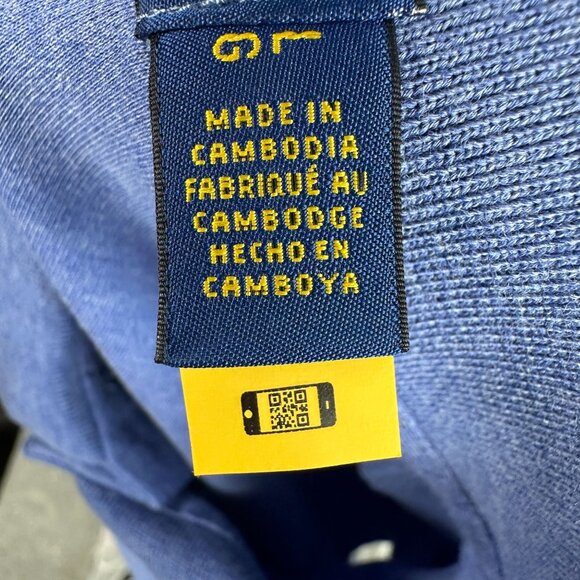 MADE IN
CAMBODIA
FABRIQUÉ AU
CAMBODGE
HECHO EN
CAMBOYA